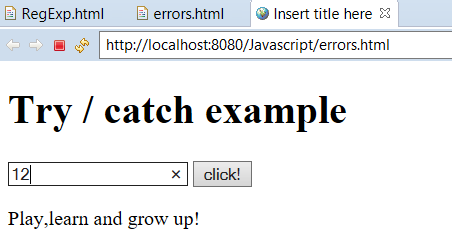 RegExp.html errors.html Insert title here
http://localhost:8080/Javascript/errors.html
Try / catch example
12 click!
Play,learn and grow up!